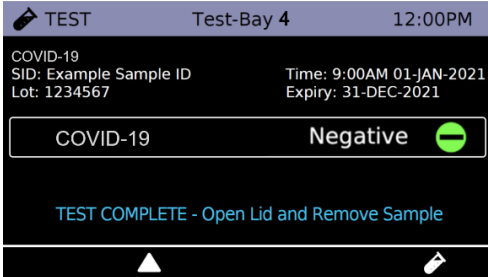 TEST Test-Bay 4 12:00PM
COVID-19
SID: Example Sample ID Time: 9:00AM 01-JAN-2021
Lot: 1234567 Expiry: 31-DEC-2021
COVID-19 Negative
TEST COMPLETE - Open Lid and Remove Sample